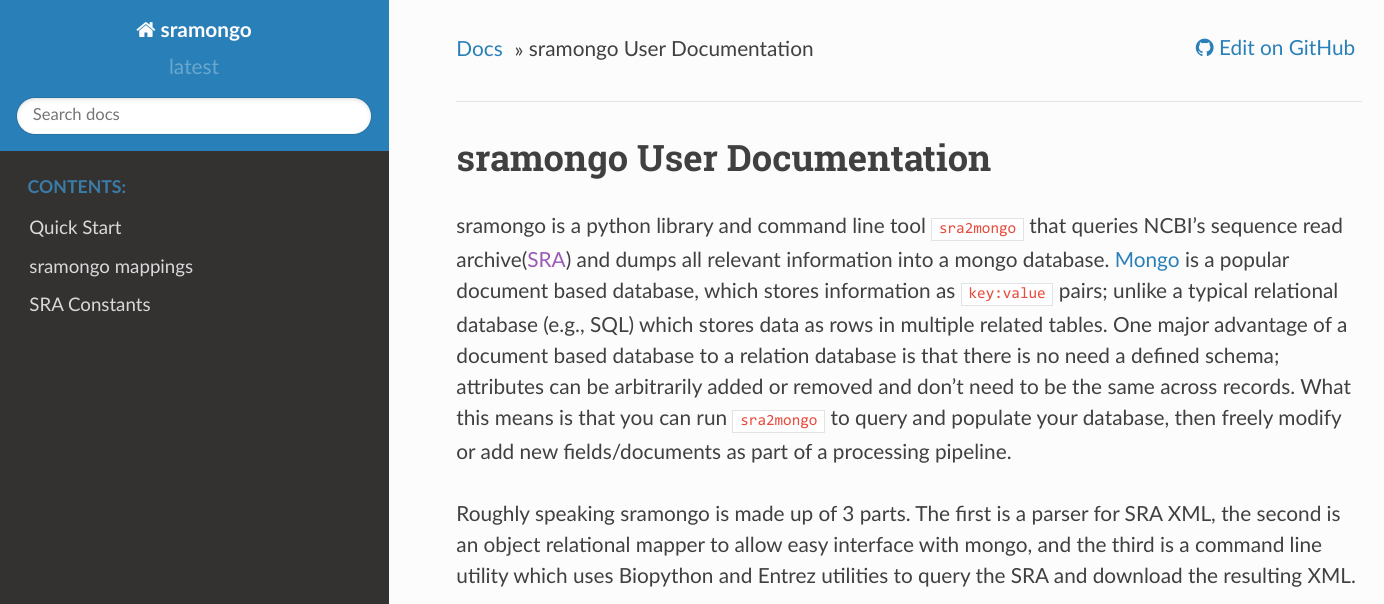 sramongo
latest
Search docs
CONTENTS:
Quick Start
sramongo mappings
SRA Constants
Docs » sramongo User Documentation
Edit on GitHub
sramongo User Documentation
sramongo is a python library and command line tool sra2mongo that queries NCBI’s sequence read
archive(SRA) and dumps all relevant information into a mongo database. Mongo is a popular
document based database, which stores information as key:value pairs; unlike a typical relational
database (e.g., SQL) which stores data as rows in multiple related tables. One major advantage of a
document based database to a relation database is that there is no need a defined schema;
attributes can be arbitrarily added or removed and don’t need to be the same across records. What
this means is that you can run sra2mongo to query and populate your database, then freely modify
or add new fields/documents as part of a processing pipeline.
Roughly speaking sramongo is made up of 3 parts. The first is a parser for SRA XML, the second is
an object relational mapper to allow easy interface with mongo, and the third is a command line
utility which uses Biopython and Entrez utilities to query the SRA and download the resulting XML.